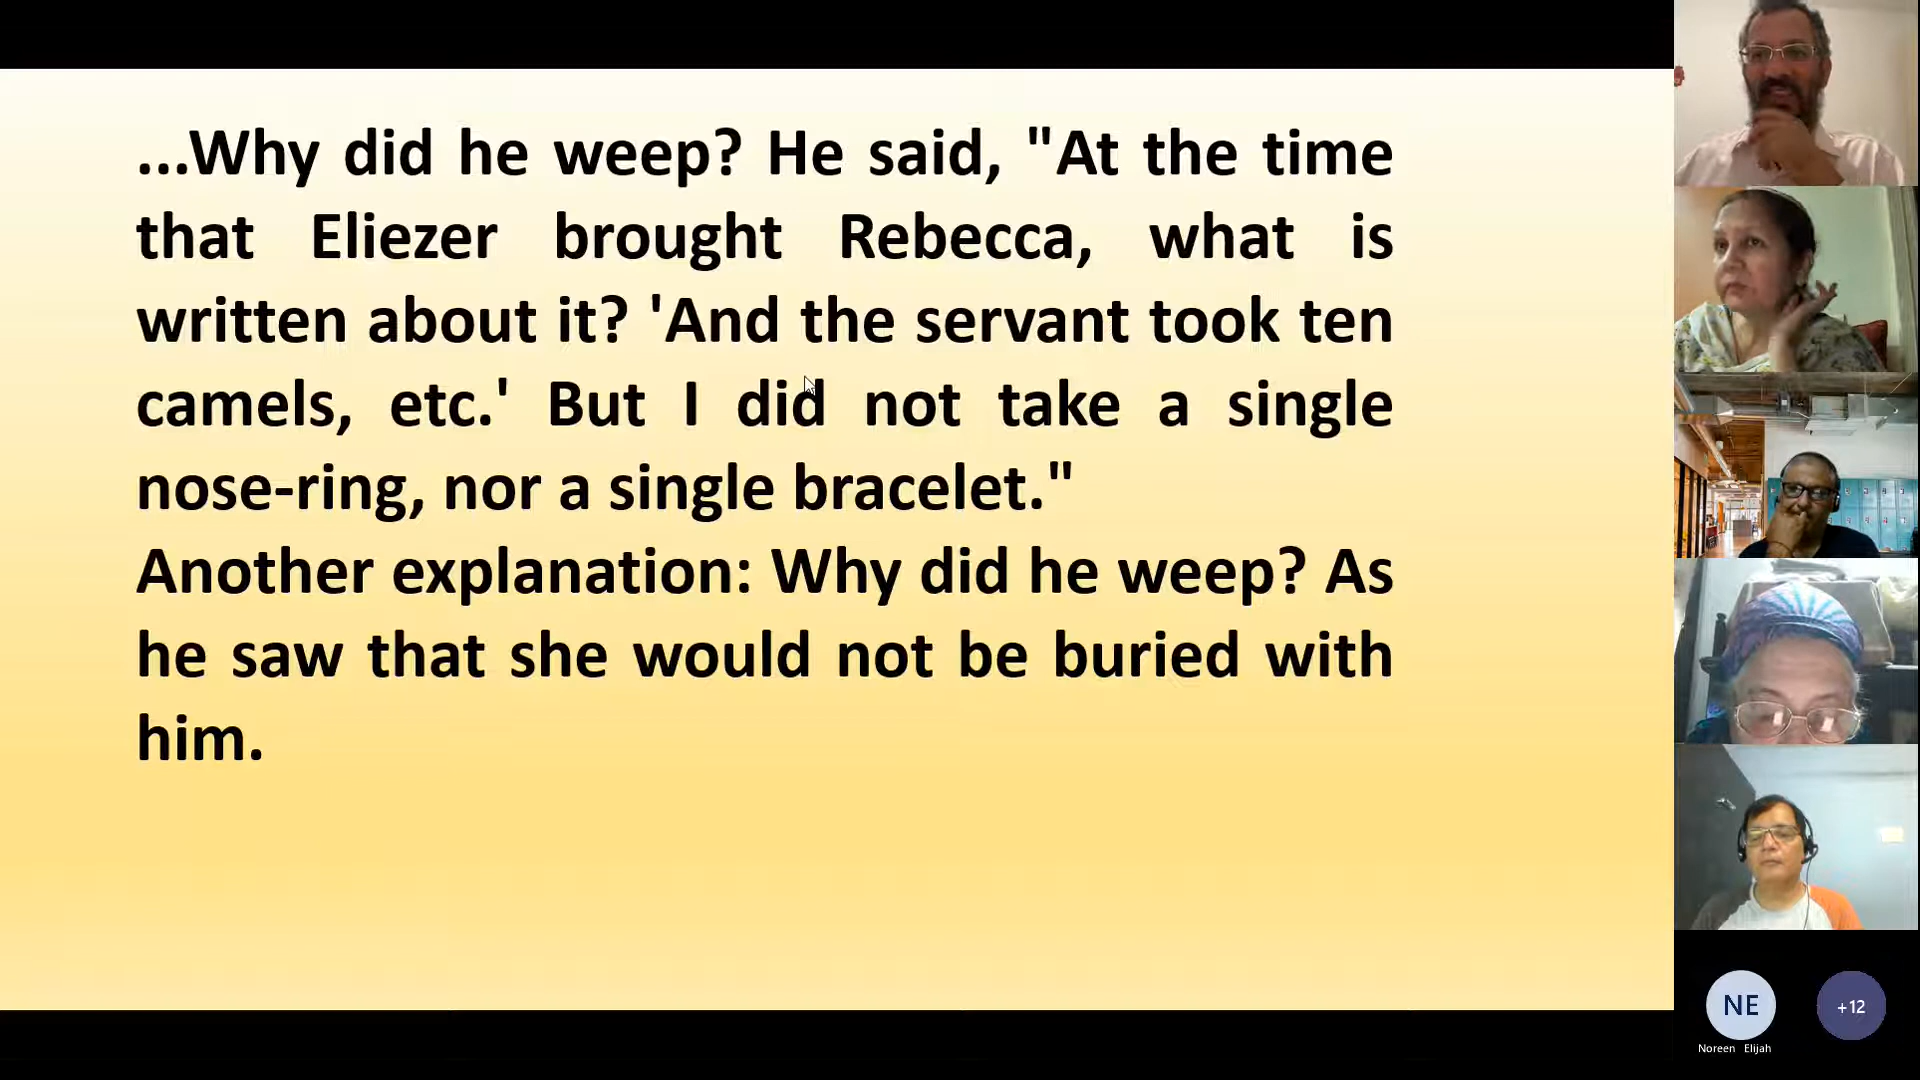 ...Why did he weep? He said, "At the time
that Eliezer brought Rebecca, what is
written about it? 'And the servant took ten
camels, etc.' But I did not take a single
nose-ring, nor a single bracelet."
Another explanation: Why did he weep? As
he saw that she would not be buried with
him.
NE
+12
Noreen Elijah